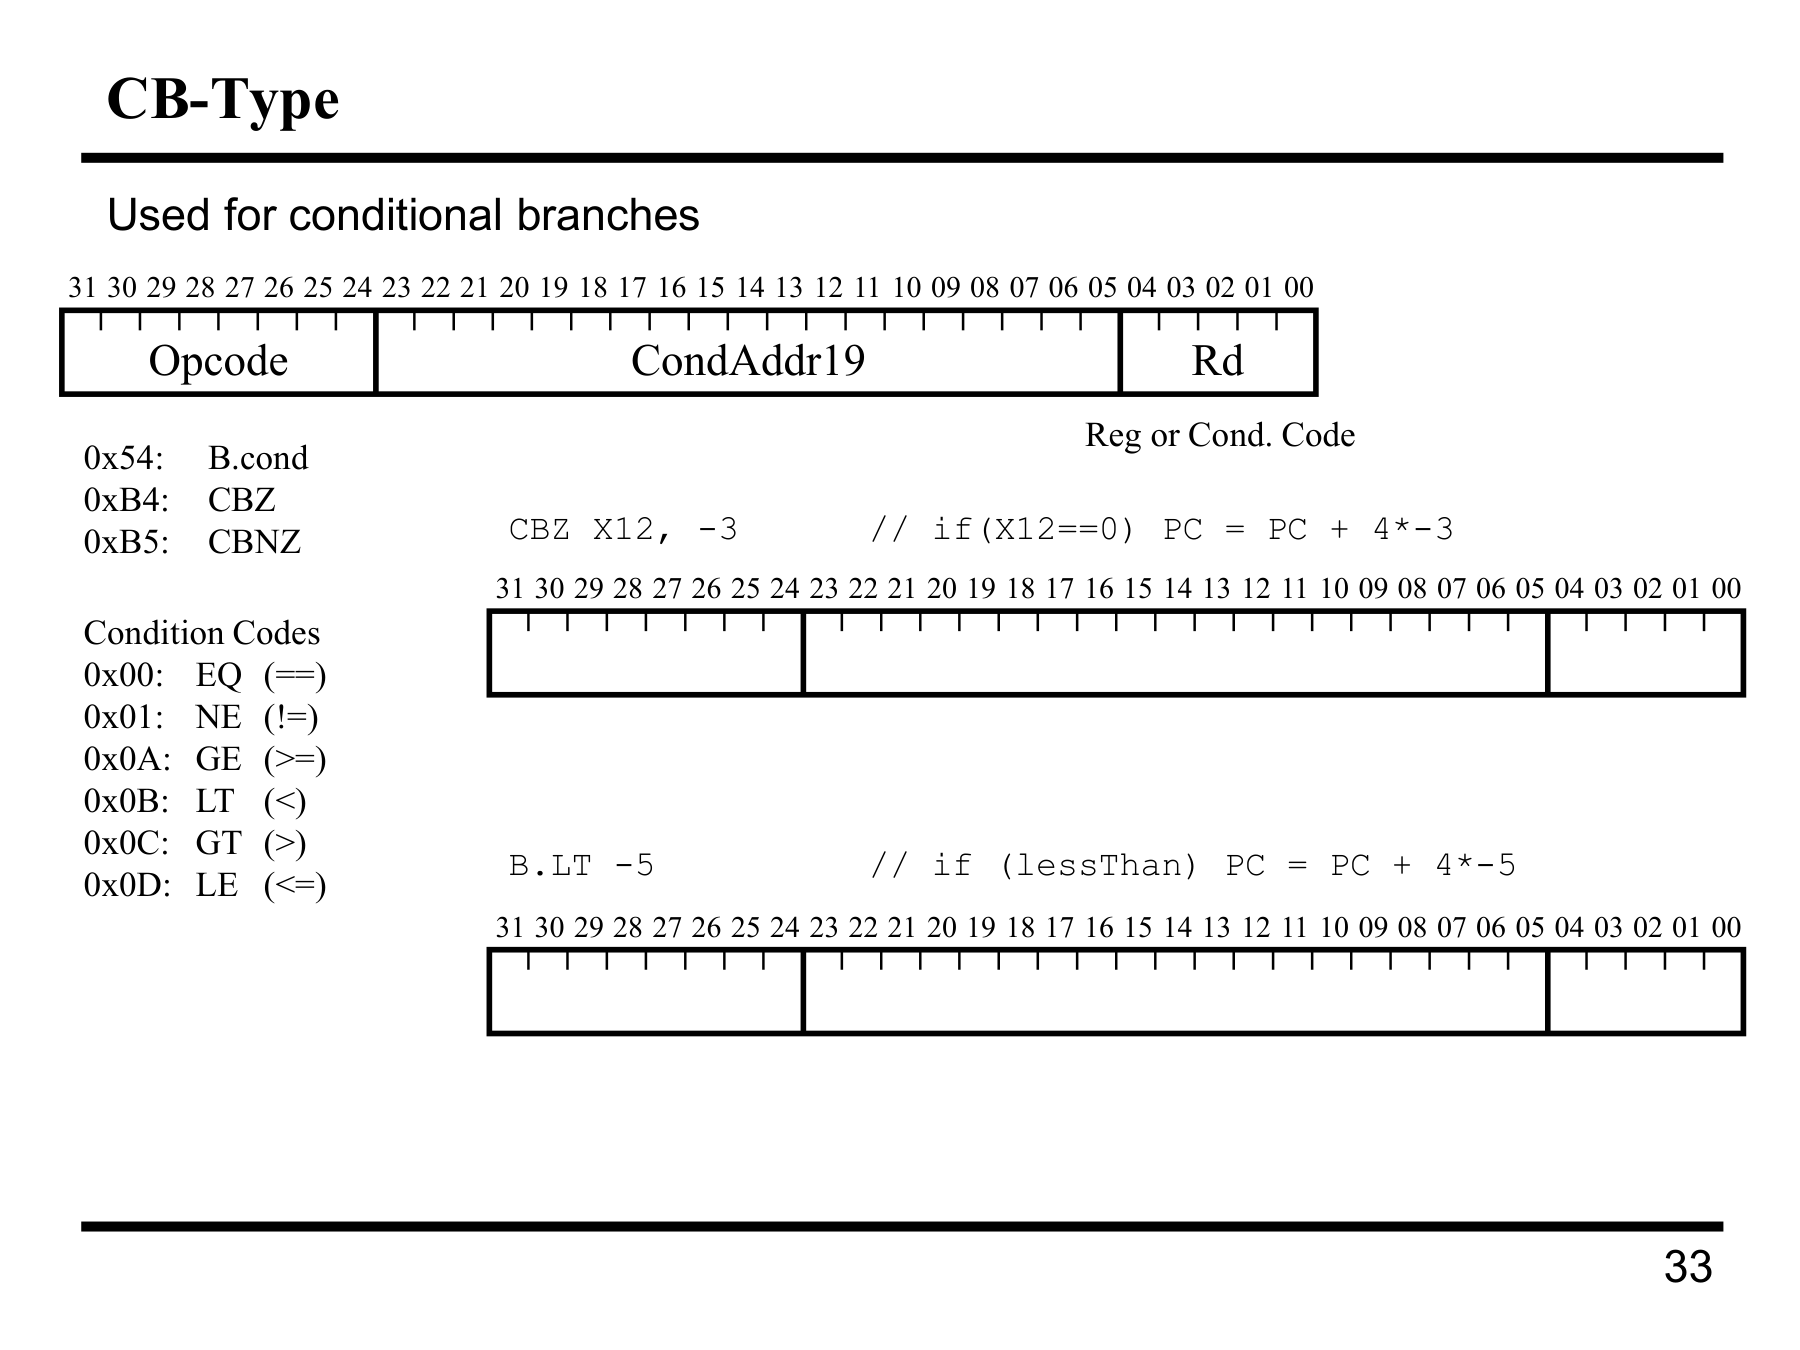 CB-Type
Used for conditional branches
31 30 29 28 27 26 25 24 23 22 21 20 19 18 17 16 15 14 13 12 11 10 09 08 07 06 05 04 03 02 01 00
Opcode CondAddr19 Rd
Reg or Cond. Code
0x54: B.cond
0xB4: CBZ
0xB5: CBNZ
Condition Codes
0x00: EQ (==)
0x01: NE (!=)
0x0A: GE (>=)
0x0B: LT (<)
0x0C: GT (>)
0x0D: LE (<=)
CBZ X12, -3 // if(X12==0) PC = PC + 4*-3
31 30 29 28 27 26 25 24 23 22 21 20 19 18 17 16 15 14 13 12 11 10 09 08 07 06 05 04 03 02 01 00
B.LT -5 // if (lessThan) PC = PC + 4*-5
31 30 29 28 27 26 25 24 23 22 21 20 19 18 17 16 15 14 13 12 11 10 09 08 07 06 05 04 03 02 01 00
33